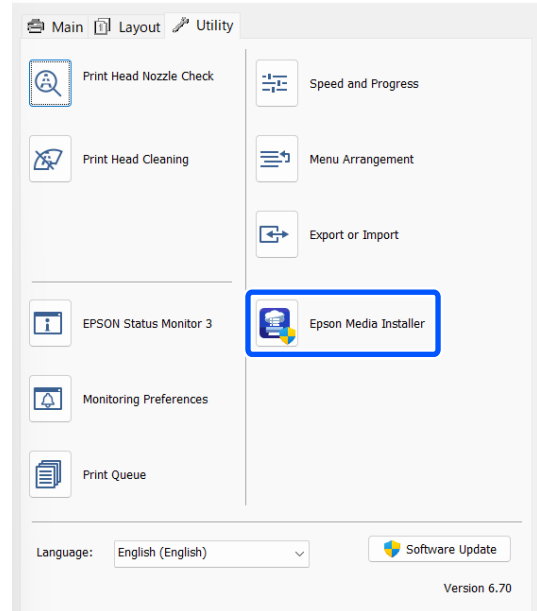 Main
Layout
Utility
Print Head Nozzle Check
Speed and Progress
Print Head Cleaning
Menu Arrangement
Export or Import
EPSON Status Monitor 3
Epson Media Installer
Monitoring Preferences
Print Queue
Language:
English (English)
Software Update
Version 6.70